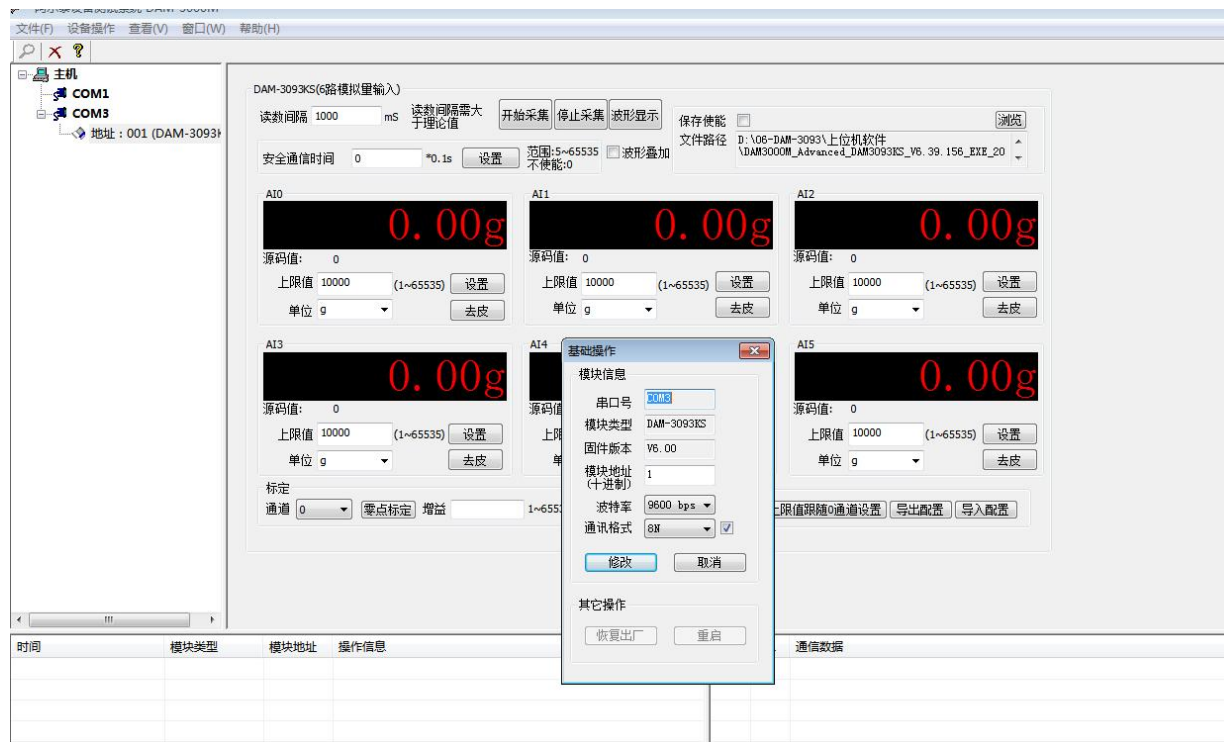 文件(F) 设备操作 查看(V) 窗口(W) 帮助(H)
主机
COM1
COM3
地址：001 (DAM-3093K
DAM-3093KS(6路模拟里输入)
读数间隔 1000 mS 读数间隔需大于理论值 开始采集 停止采集 波形显示
安全通信时间 0 *0.1s 设置 范围:5~65535 不使能:0 波形叠加
保存使能 浏览
文件路径 D:\06-DAM-3093\上位机软件
\DAM3000M_Advanced_DAM3093KS_V6.39.156_EXE_20
AI0
0.00g
源码值: 0
上限值 10000 (1~65535) 设置
单位 g 去皮
AI1
0.00g
源码值: 0
上限值 10000 (1~65535) 设置
单位 g 去皮
AI2
0.00g
源码值: 0
上限值 10000 (1~65535) 设置
单位 g 去皮
AI3
0.00g
源码值: 0
上限值 10000 (1~65535) 设置
单位 g 去皮
AI4
源码值
AI5
0.00g
源码值: 0
上限值 10000 (1~65535) 设置
单位 g 去皮
标定
通道 0 零点标定 增益 1~655
上限值跟随0通道设置 导出配置 导入配置
基础操作
模块信息
串口号 COM3
模块类型 DAM-3093KS
固件版本 V6.00
模块地址 1
(十进制)
波特率 9600 bps
通讯格式 8N
修改 取消
其它操作
恢复出厂 重启
时间 模块类型 模块地址 操作信息 通信数据